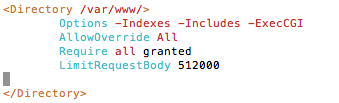 <Directory /var/www/>
Options -Indexes -Includes -ExecCGI
AllowOverride All
Require all granted
LimitRequestBody 512000
</Directory>